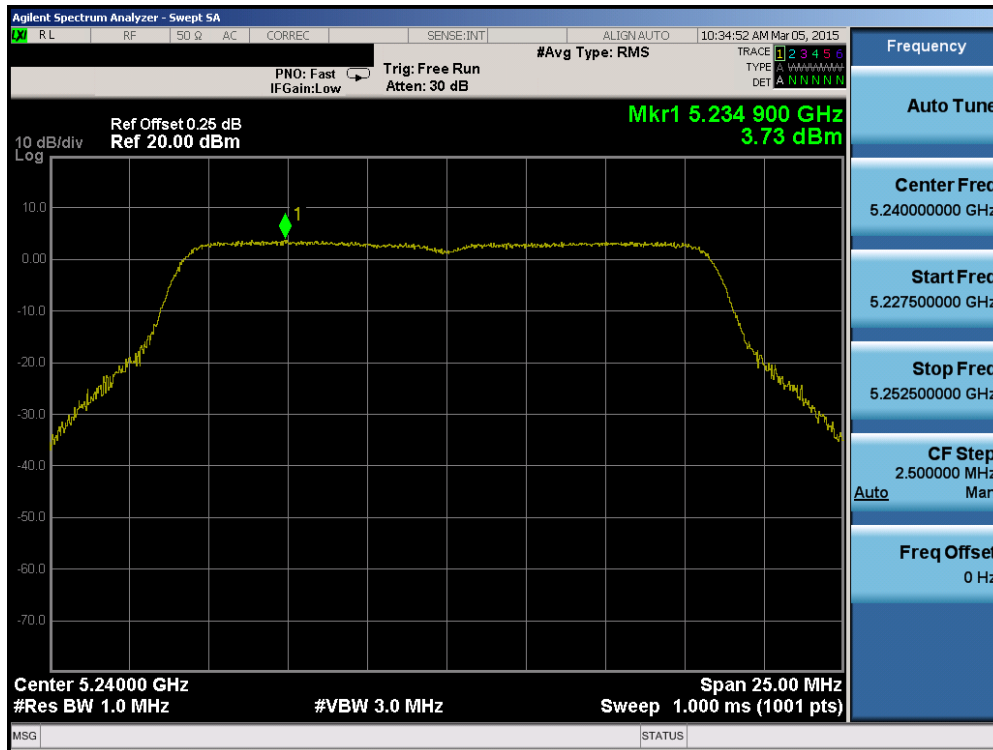 Agilent Spectrum Analyzer - Swept SA
LXI RL RF 50 Ω AC CORREC SENSE:INT ALIGN AUTO 10:34:52 AM Mar 05, 2015
#Avg Type: RMS TRACE 1 2 3 4 5 6
PNO: Fast Trig: Free Run TYPE A WWWWW
IFGain:Low Atten: 30 dB DET A N N N N N
Frequency
Auto Tune
Mkr1 5.234 900 GHz
3.73 dBm
Ref Offset 0.25 dB
10 dB/div Ref 20.00 dBm
Log
1
10.0
0.00
-10.0
-20.0
-30.0
-40.0
-50.0
-60.0
-70.0
Center Freq
5.240000000 GHz
Start Freq
5.227500000 GHz
Stop Freq
5.252500000 GHz
CF Step
2.500000 MHz
Auto Man
Freq Offset
0 Hz
Center 5.24000 GHz Span 25.00 MHz
#Res BW 1.0 MHz #VBW 3.0 MHz Sweep 1.000 ms (1001 pts)
MSG STATUS